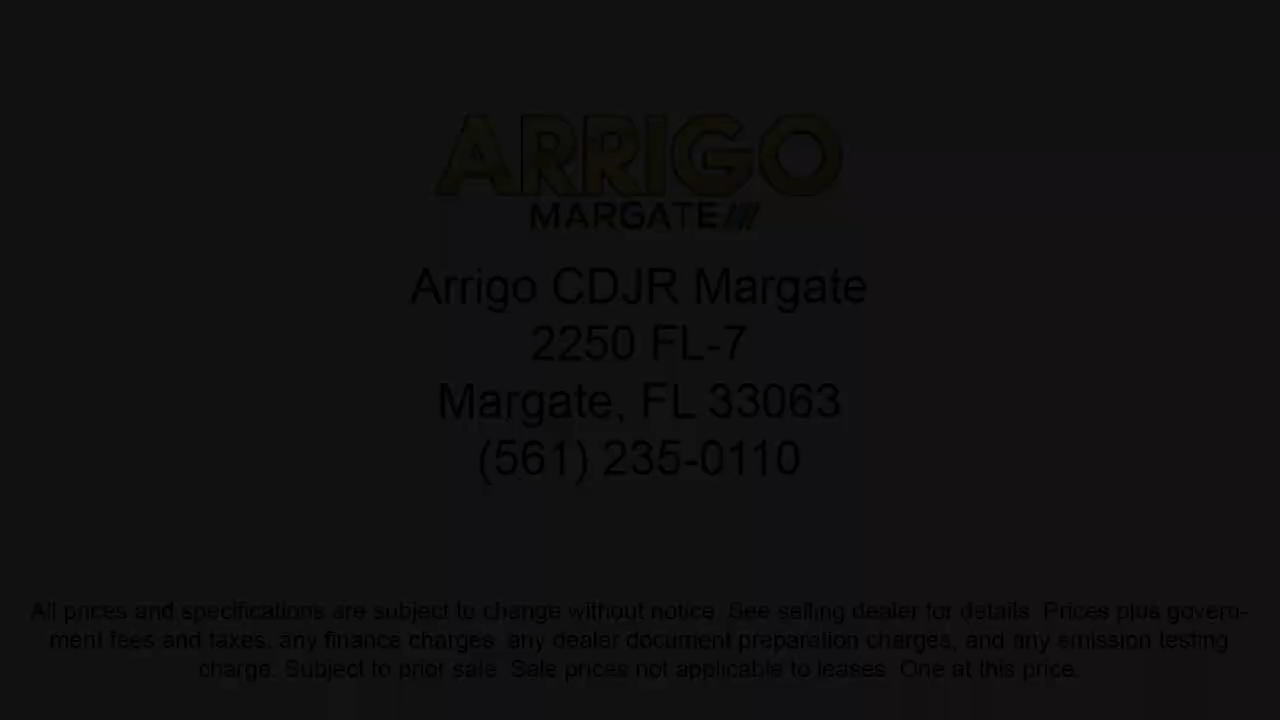 ARRIGO
MARGATE
Arrigo CDJR Margate
2250 FL-7
Margate, FL 33063
(561) 235-0110
All prices and specifications are subject to change without notice. See selling dealer for details. Prices plus govern-
ment fees and taxes, any finance charges, any dealer document preparation charges, and any emission testing
charge. Subject to prior sale. Sale prices not applicable to leases. One at this price.